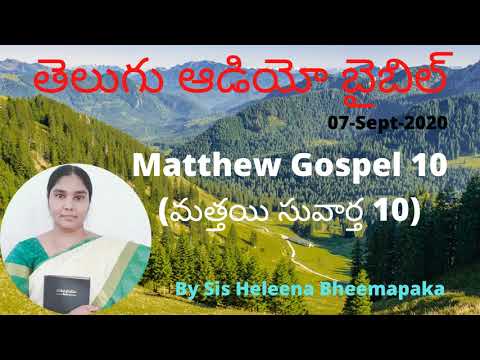 తెలుగు ఆడియో బైబిల్
07-Sept-2020
Matthew Gospel 10
(మత్తయి సువార్త 10)
By Sis Heleena Bheemapaka